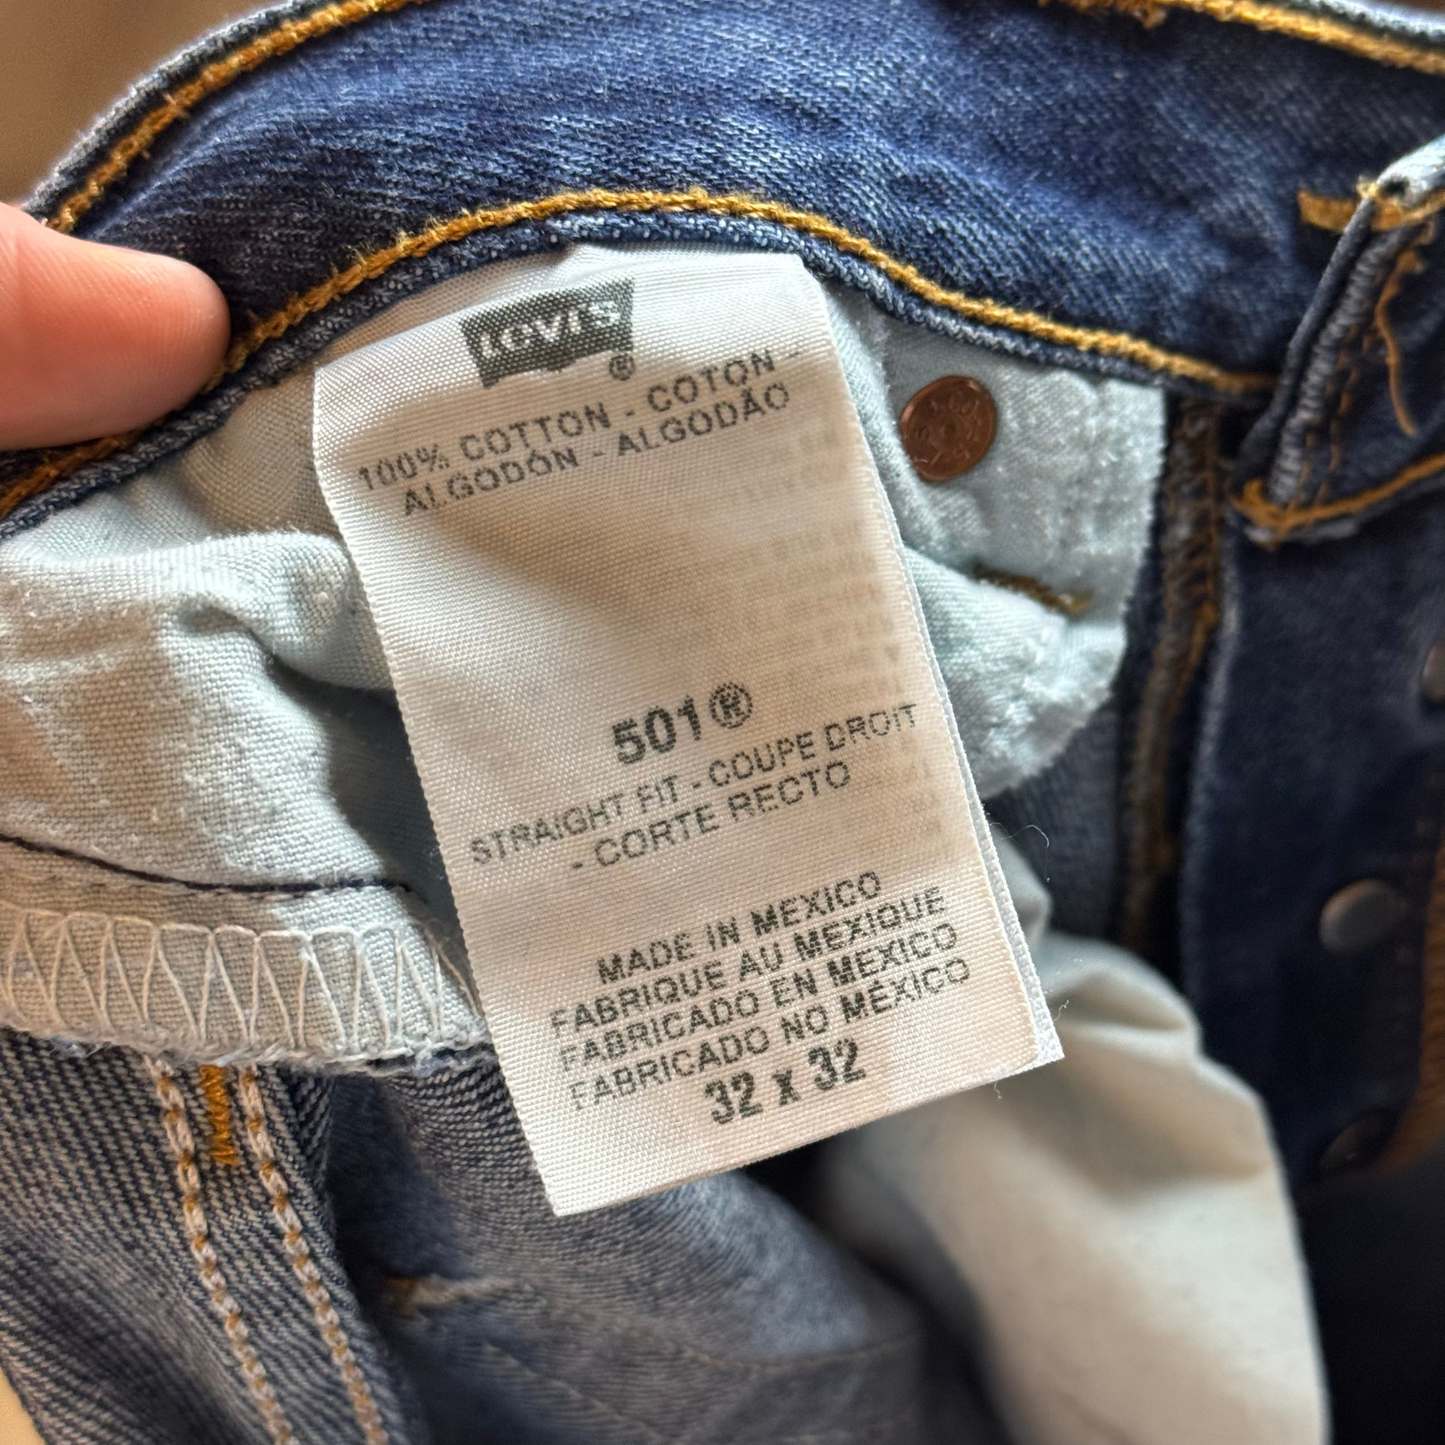 Levi's®
100% COTTON - COTON -
ALGODÓN - ALGODÃO
501®
STRAIGHT FIT - COUPE DROIT
- CORTE RECTO
MADE IN MEXICO
FABRIQUE AU MEXIQUE
FABRICADO EN MEXICO
FABRICADO NO MÉXICO
32 x 32